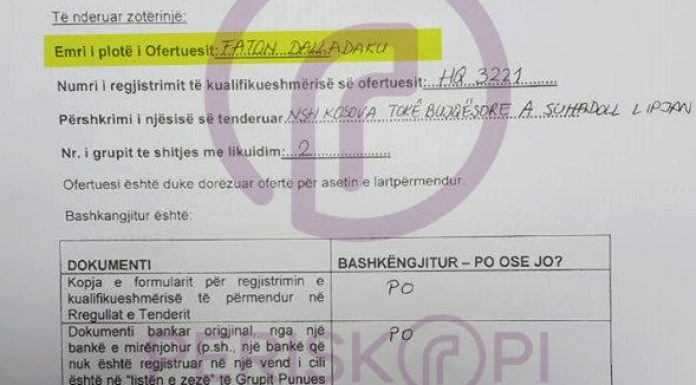 Të nderuar zotërinjë:
Emri i plotë i Ofertuesit: FATON DALLADAKU
Numri i regjistrimit të kualifikueshmërisë së ofertuesit: HQ 3221
Përshkrimi i njësisë së tenduruar NSH KOSOVA TOKË BUJQËSORE A SUHADOLL LIPJAN
Nr. i grupit te shitjes me likuidim: 2
Ofertuesi është duke dorëzuar ofertë për asetin e lartpërmendur.
Bashkangjitur është:
DOKUMENTI BASHKËNGJITUR – PO OSE JO?
Kopja e formularit për regjistrimin e
kualifikueshmërisë të përmendur në
Rregullat e Tenderit
PO
Dokumenti bankar origjinal, nga një
bankë e mirënjohur (p.sh., një bankë që
nuk është regjistruar në një vend i cili
është në "listën e zezë" të Grupit Punues
PO
PERISKOPI